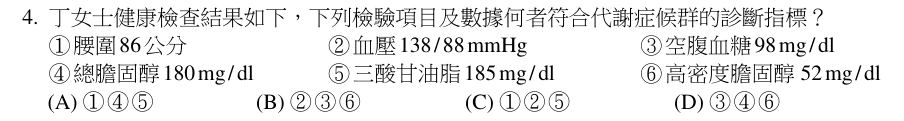 4. 丁女士健康檢查結果如下，下列檢驗項目及數據何者符合代謝症候群的診斷指標？
①腰圍86公分 ②血壓138/88mmHg ③空腹血糖98mg/dl
④總膽固醇180mg/dl ⑤三酸甘油脂185mg/dl ⑥高密度膽固醇 52mg/dl
(A) ①④⑤ (B) ②③⑥ (C) ①②⑤ (D) ③④⑥